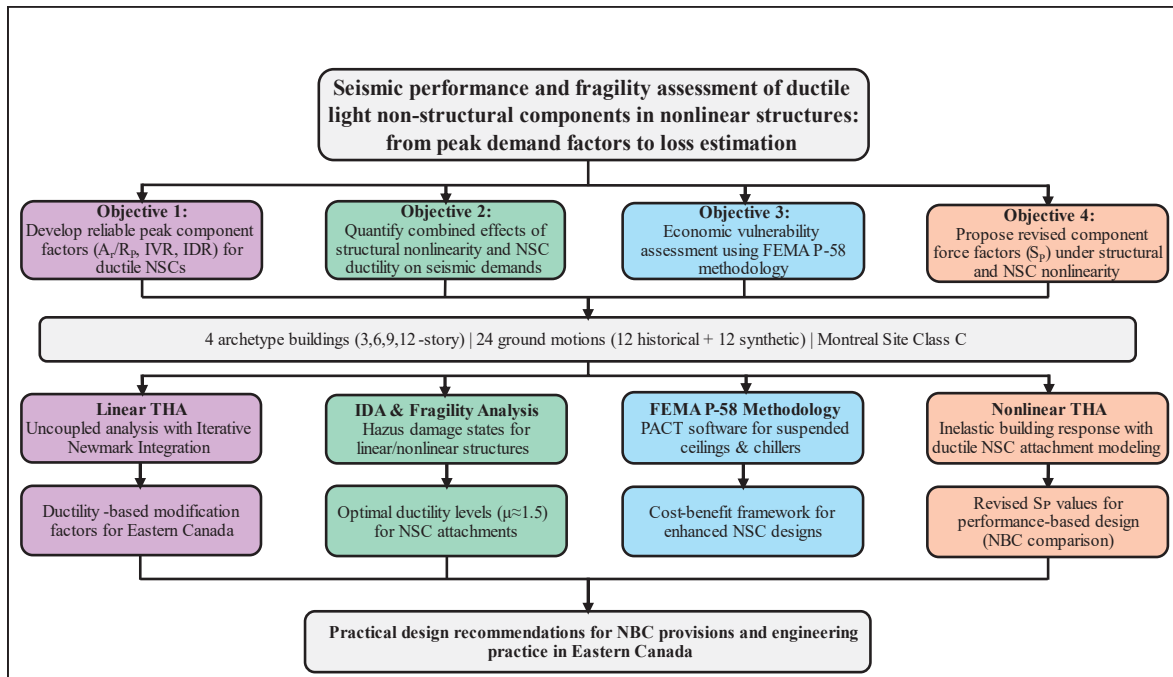 Seismic performance and fragility assessment of ductile
light non-structural components in nonlinear structures:
from peak demand factors to loss estimation
Objective 1:
Develop reliable peak component
factors (Aᵣ/Rₚ, IVR, IDR) for
ductile NSCs
Objective 2:
Quantify combined effects of
structural nonlinearity and NSC
ductility on seismic demands
Objective 3:
Economic vulnerability
assessment using FEMA P-58
methodology
Objective 4:
Propose revised component
force factors (Sₚ) under
structural and NSC nonlinearity
4 archetype buildings (3,6,9,12 -story) | 24 ground motions (12 historical + 12 synthetic) | Montreal Site Class C
Linear THA
Uncoupled analysis with Iterative
Newmark Integration
IDA & Fragility Analysis
Hazus damage states for
linear/nonlinear structures
FEMA P-58 Methodology
PACT software for suspended
ceilings & chillers
Nonlinear THA
Inelastic building response with
ductile NSC attachment modeling
Ductility -based modification
factors for Eastern Canada
Optimal ductility levels (μ≈1.5)
for NSC attachments
Cost-benefit framework for
enhanced NSC designs
Revised Sₚ values for
performance-based design
(NBC comparison)
Practical design recommendations for NBC provisions and engineering
practice in Eastern Canada